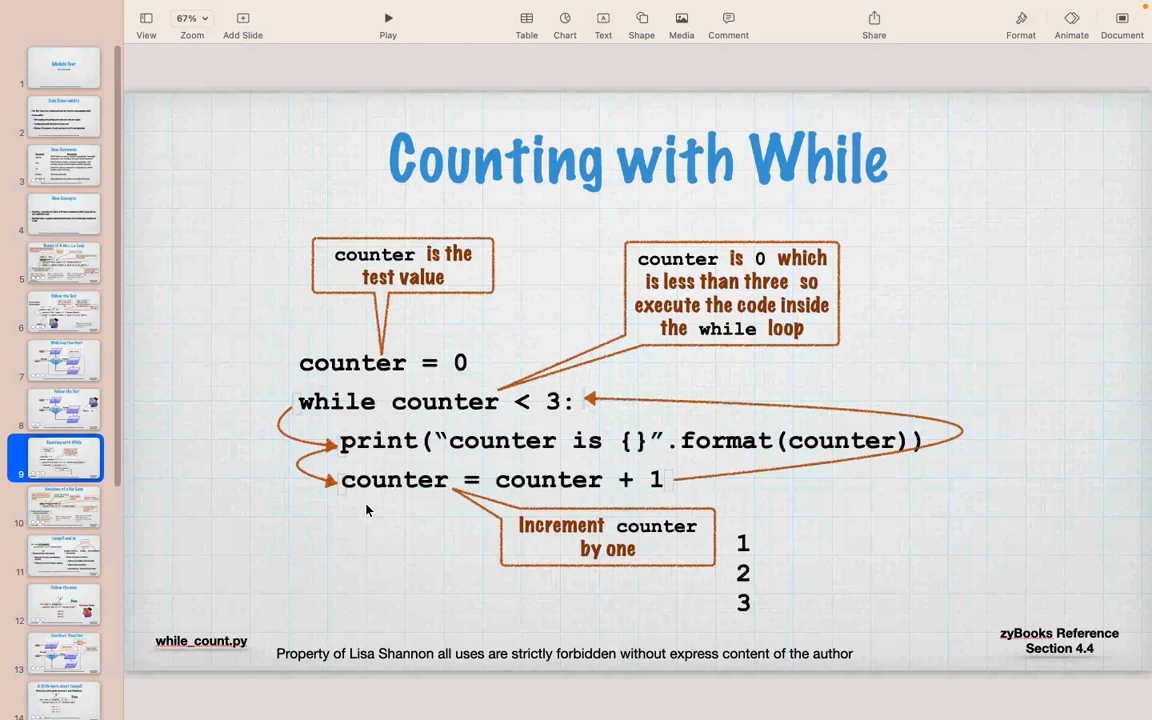 67%
View
Zoom
Add Slide
Play
Table
Chart
Text
Shape
Media
Comment
Share
Format
Animate
Document
1
2
3
4
5
6
7
8
9
10
11
12
13
14
Counting with While
counter is the
test value
counter is 0 which
is less than three so
execute the code inside
the while loop
counter = 0
while counter < 3:
print(“counter is {}”.format(counter))
counter = counter + 1
Increment counter
by one
1
2
3
while_count.py
Property of Lisa Shannon all uses are strictly forbidden without express content of the author
zyBooks Reference
Section 4.4